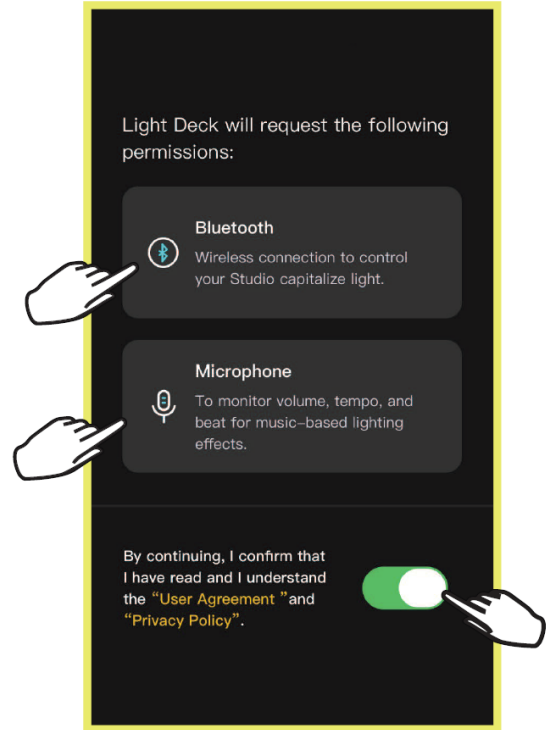 Light Deck will request the following
permissions:
Bluetooth
Wireless connection to control
your Studio capitalize light.
Microphone
To monitor volume, tempo, and
beat for music-based lighting
effects.
By continuing, I confirm that
I have read and I understand
the “User Agreement ”and
“Privacy Policy”.